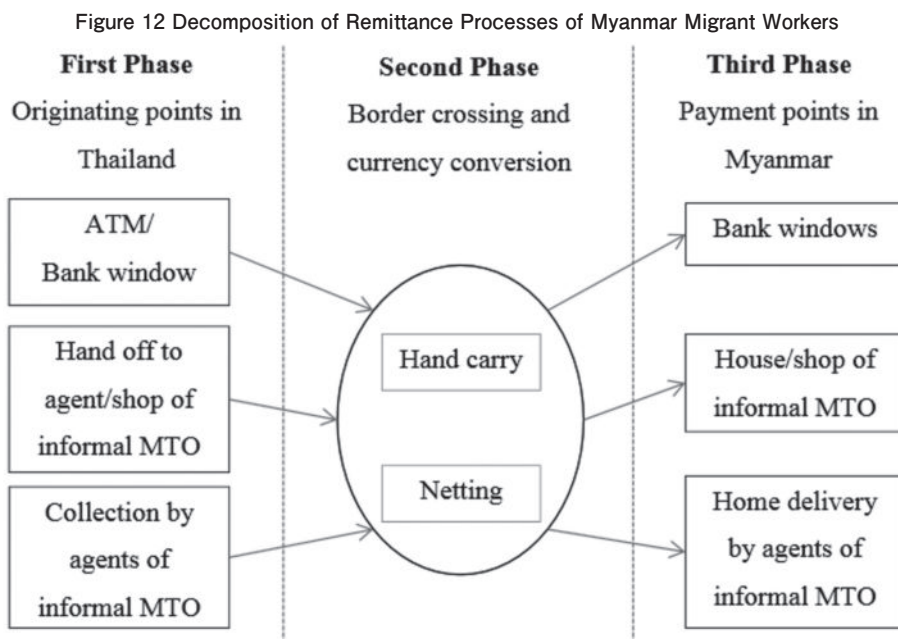 Figure 12 Decomposition of Remittance Processes of Myanmar Migrant Workers
First Phase
Originating points in
Thailand
ATM/
Bank window
Hand off to
agent/shop of
informal MTO
Collection by
agents of
informal MTO
Second Phase
Border crossing and
currency conversion
Hand carry
Netting
Third Phase
Payment points in
Myanmar
Bank windows
House/shop of
informal MTO
Home delivery
by agents of
informal MTO